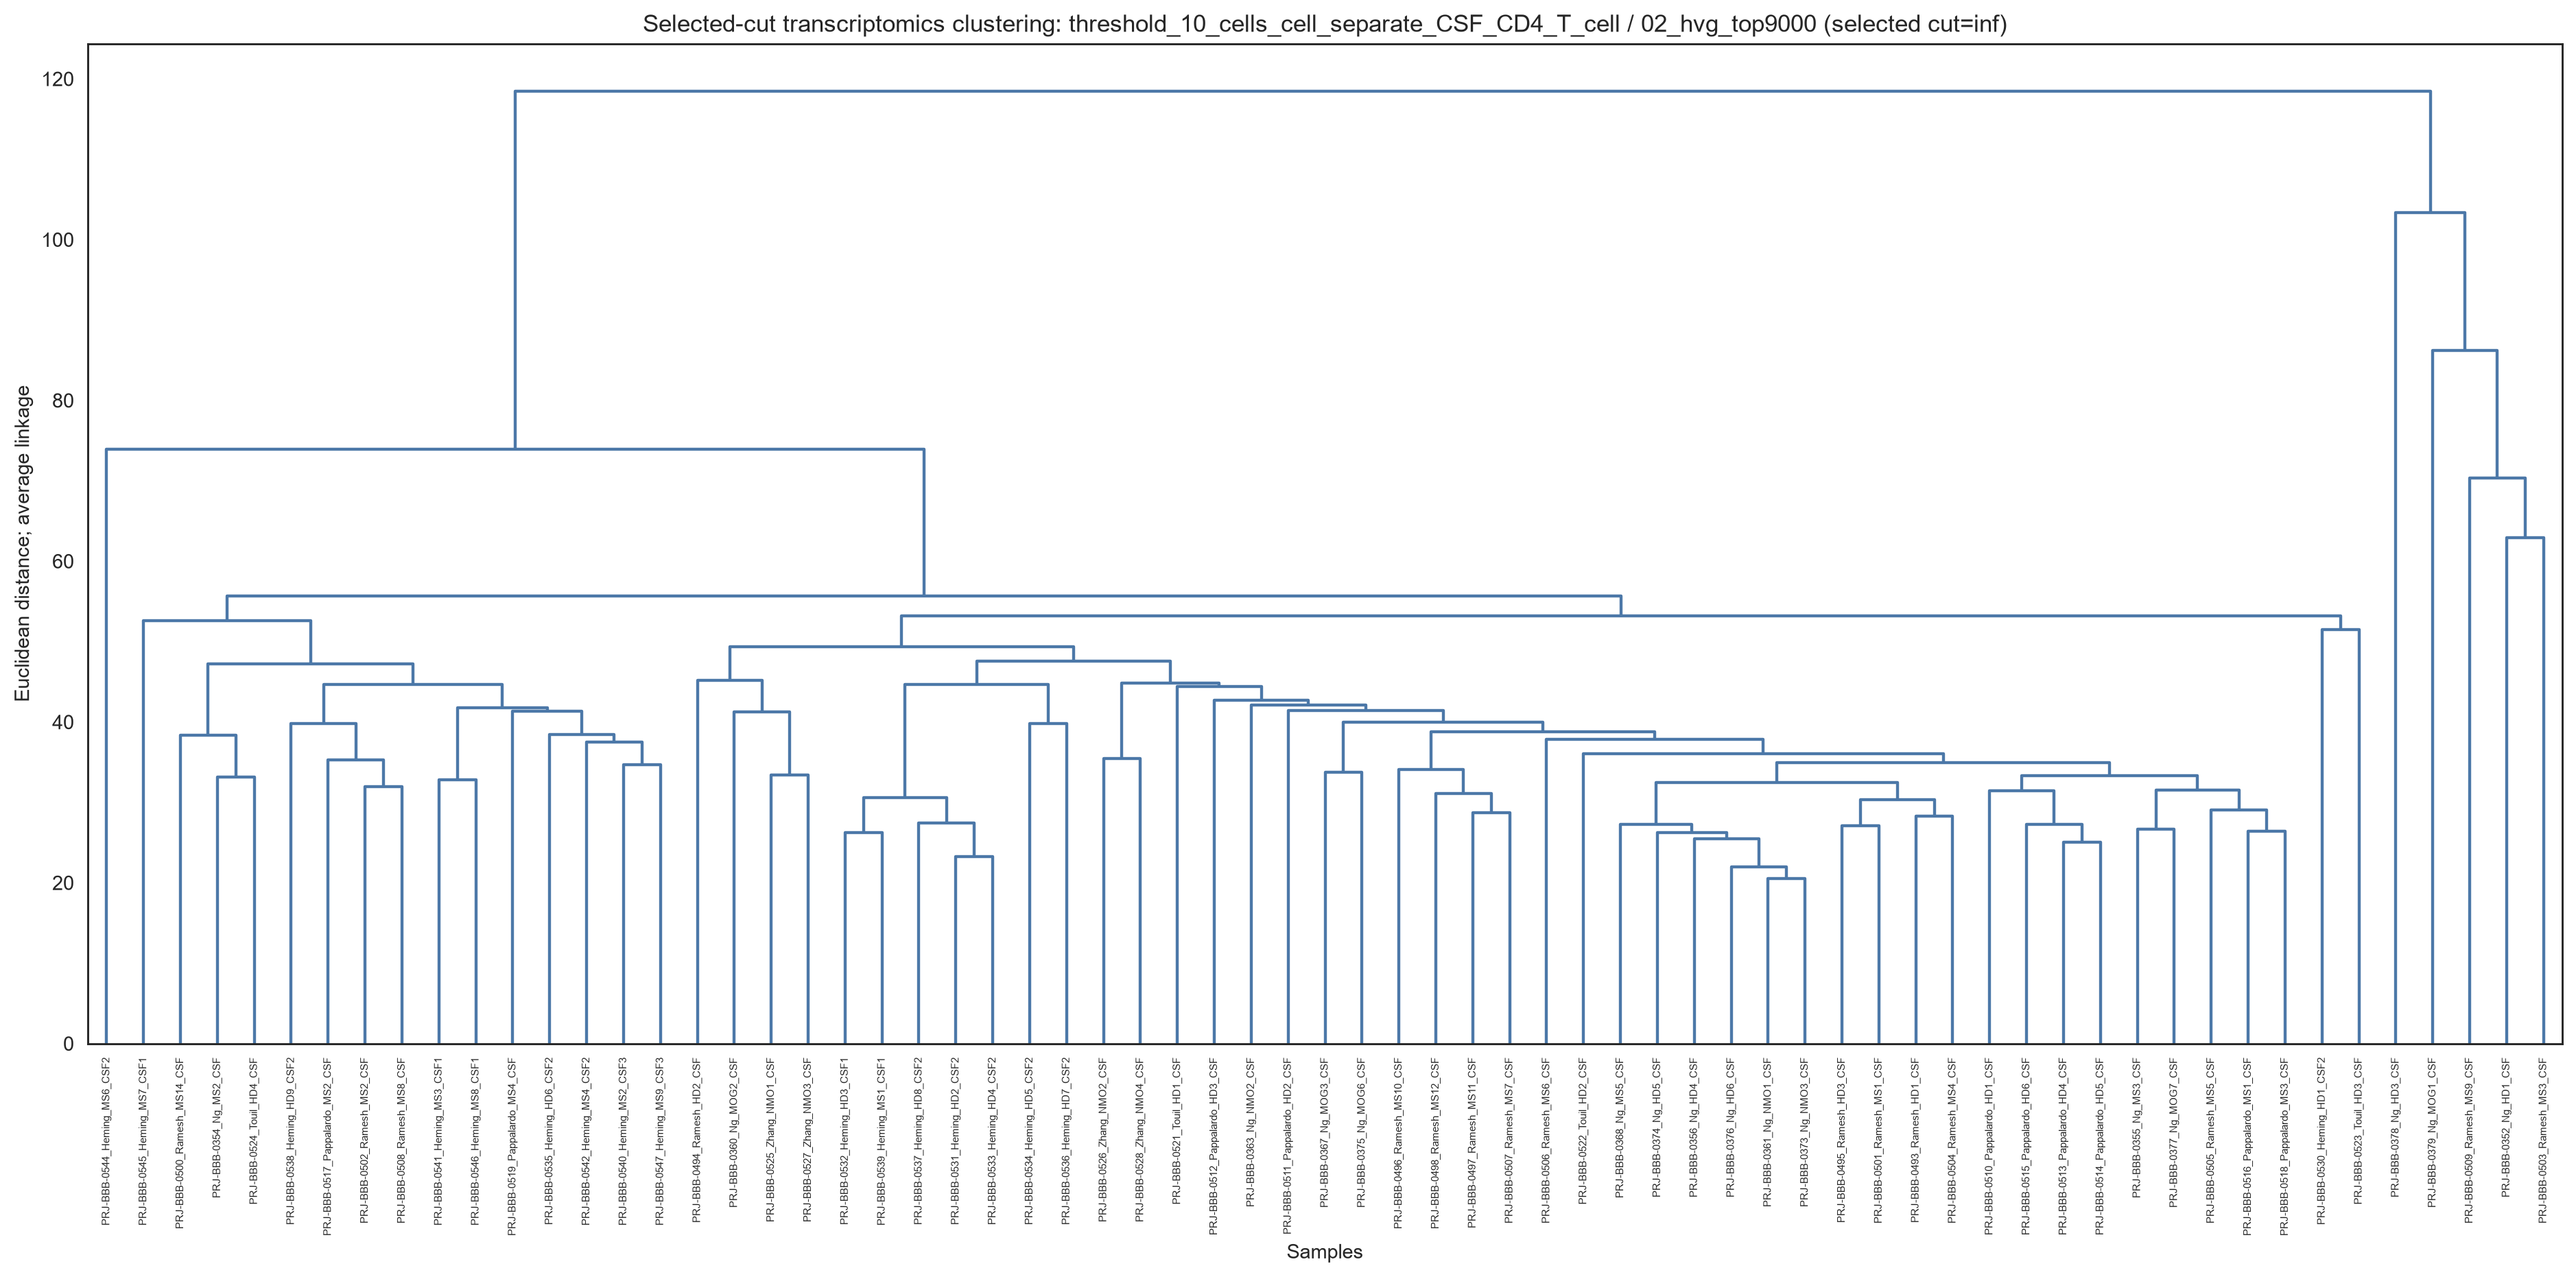 Selected-cut transcriptomics clustering: threshold_10_cells_cell_separate_CSF_CD4_T_cell / 02_hvg_top9000 (selected cut=inf)
Euclidean distance; average linkage
120
100
80
60
40
20
0
PRJ-BBB-0544_Heming_MS6_CSF2
PRJ-BBB-0545_Heming_MS7_CSF1
PRJ-BBB-0500_Ramesh_MS14_CSF
PRJ-BBB-0354_Ng_MS2_CSF
PRJ-BBB-0524_Touil_HD4_CSF
PRJ-BBB-0538_Heming_HD9_CSF2
PRJ-BBB-0517_Pappalardo_MS2_CSF
PRJ-BBB-0502_Ramesh_MS2_CSF
PRJ-BBB-0508_Ramesh_MS8_CSF
PRJ-BBB-0541_Heming_MS3_CSF1
PRJ-BBB-0546_Heming_MS8_CSF1
PRJ-BBB-0519_Pappalardo_MS4_CSF
PRJ-BBB-0535_Heming_HD6_CSF2
PRJ-BBB-0542_Heming_MS4_CSF2
PRJ-BBB-0540_Heming_MS2_CSF3
PRJ-BBB-0547_Heming_MS9_CSF3
PRJ-BBB-0494_Ramesh_HD2_CSF
PRJ-BBB-0360_Ng_MOG2_CSF
PRJ-BBB-0525_Zhang_NMO1_CSF
PRJ-BBB-0527_Zhang_NMO3_CSF
PRJ-BBB-0532_Heming_HD3_CSF1
PRJ-BBB-0539_Heming_MS1_CSF1
PRJ-BBB-0537_Heming_HD8_CSF2
PRJ-BBB-0531_Heming_HD2_CSF2
PRJ-BBB-0533_Heming_HD4_CSF2
PRJ-BBB-0534_Heming_HD5_CSF2
PRJ-BBB-0536_Heming_HD7_CSF2
PRJ-BBB-0526_Zhang_NMO2_CSF
PRJ-BBB-0528_Zhang_NMO4_CSF
PRJ-BBB-0521_Touil_HD1_CSF
PRJ-BBB-0512_Pappalardo_HD3_CSF
PRJ-BBB-0363_Ng_NMO2_CSF
PRJ-BBB-0511_Pappalardo_HD2_CSF
PRJ-BBB-0367_Ng_MOG3_CSF
PRJ-BBB-0375_Ng_MOG6_CSF
PRJ-BBB-0496_Ramesh_MS10_CSF
PRJ-BBB-0498_Ramesh_MS12_CSF
PRJ-BBB-0497_Ramesh_MS11_CSF
PRJ-BBB-0507_Ramesh_MS7_CSF
PRJ-BBB-0506_Ramesh_MS6_CSF
PRJ-BBB-0522_Touil_HD2_CSF
PRJ-BBB-0368_Ng_MS5_CSF
PRJ-BBB-0374_Ng_HD5_CSF
PRJ-BBB-0356_Ng_HD4_CSF
PRJ-BBB-0376_Ng_HD6_CSF
PRJ-BBB-0361_Ng_NMO1_CSF
PRJ-BBB-0373_Ng_NMO3_CSF
PRJ-BBB-0495_Ramesh_HD3_CSF
PRJ-BBB-0501_Ramesh_MS1_CSF
PRJ-BBB-0493_Ramesh_HD1_CSF
PRJ-BBB-0504_Ramesh_MS4_CSF
PRJ-BBB-0510_Pappalardo_HD1_CSF
PRJ-BBB-0515_Pappalardo_HD6_CSF
PRJ-BBB-0513_Pappalardo_HD4_CSF
PRJ-BBB-0514_Pappalardo_HD5_CSF
PRJ-BBB-0355_Ng_MS3_CSF
PRJ-BBB-0377_Ng_MOG7_CSF
PRJ-BBB-0505_Ramesh_MS5_CSF
PRJ-BBB-0516_Pappalardo_MS1_CSF
PRJ-BBB-0518_Pappalardo_MS3_CSF
PRJ-BBB-0530_Heming_HD1_CSF2
PRJ-BBB-0523_Touil_HD3_CSF
PRJ-BBB-0378_Ng_HD3_CSF
PRJ-BBB-0379_Ng_MOG1_CSF
PRJ-BBB-0509_Ramesh_MS9_CSF
PRJ-BBB-0352_Ng_HD1_CSF
PRJ-BBB-0503_Ramesh_MS3_CSF
Samples